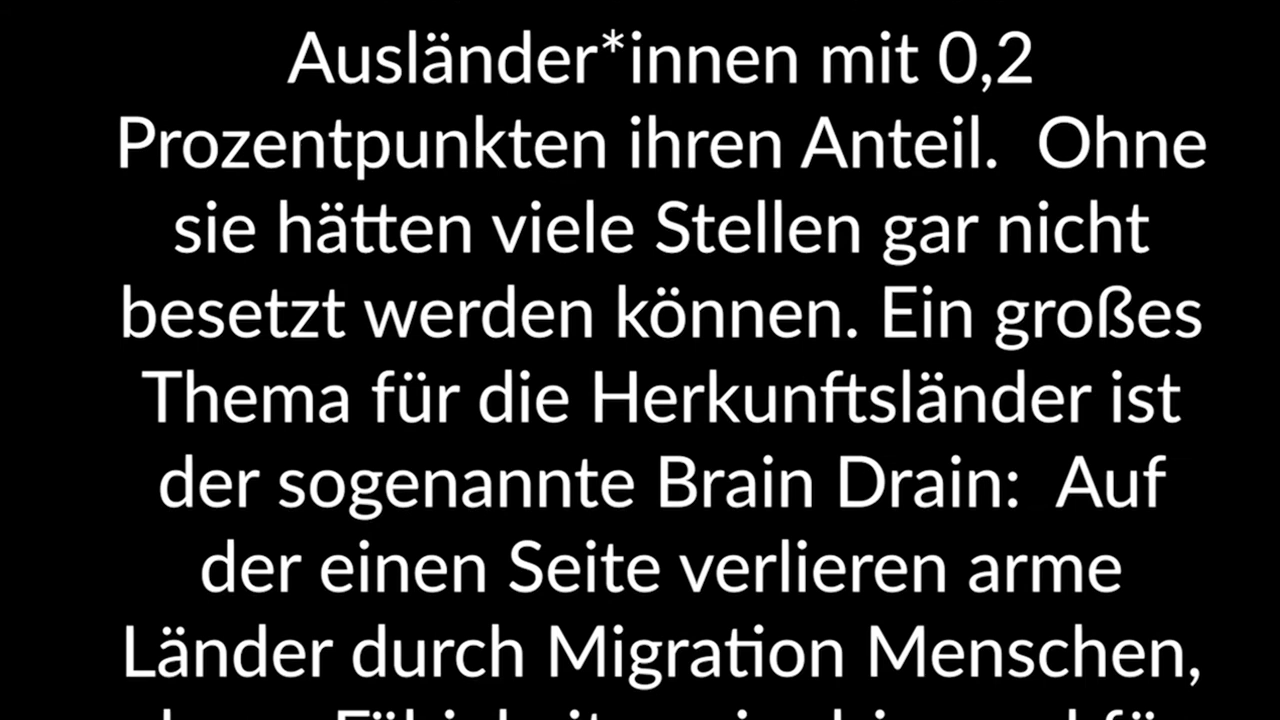 Ausländer*innen mit 0,2
Prozentpunkten ihren Anteil.  Ohne
sie hätten viele Stellen gar nicht
besetzt werden können. Ein großes
Thema für die Herkunftsländer ist
der sogenannte Brain Drain:  Auf
der einen Seite verlieren arme
Länder durch Migration Menschen,